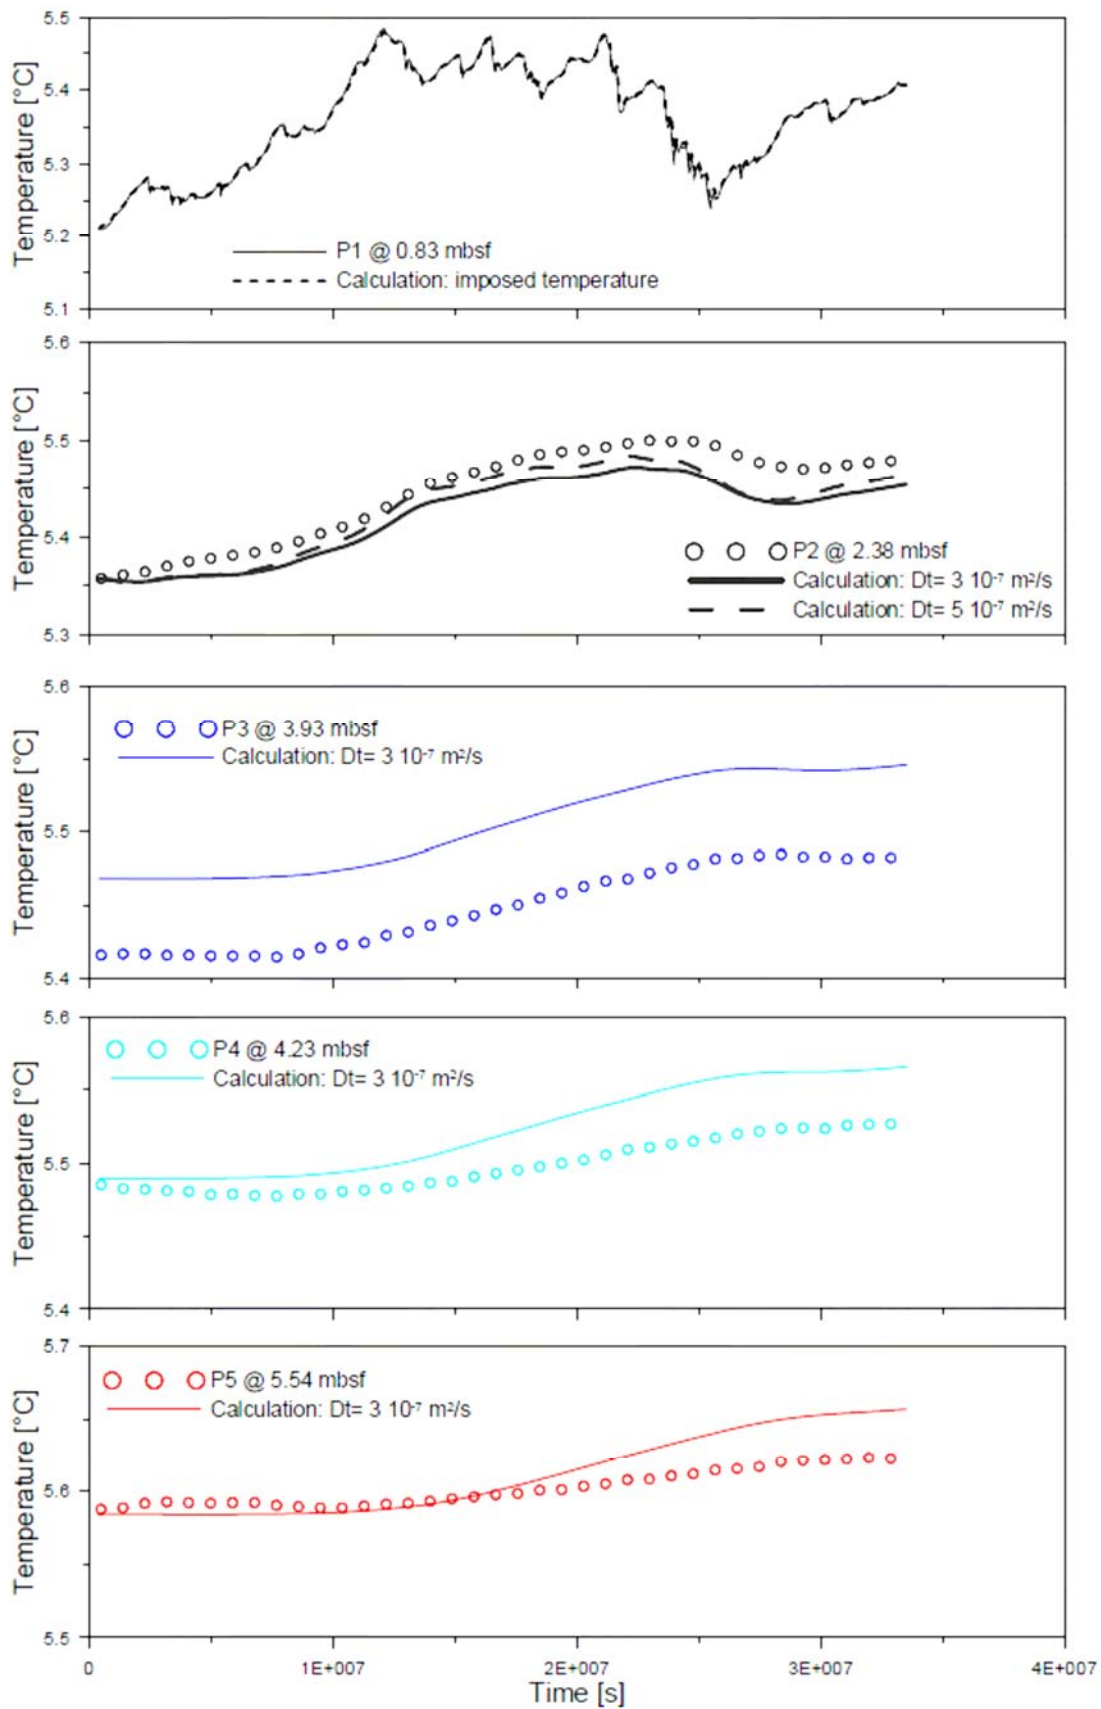 5.5
5.4
5.3
5.2
5.1
Temperature [°C]
P1 @ 0.83 mbsf
Calculation: imposed temperature
5.6
5.5
5.4
5.3
Temperature [°C]
P2 @ 2.38 mbsf
Calculation: Dt= 3 10⁻⁷ m²/s
Calculation: Dt= 5 10⁻⁷ m²/s
5.6
5.5
5.4
Temperature [°C]
P3 @ 3.93 mbsf
Calculation: Dt= 3 10⁻⁷ m²/s
5.6
5.5
5.4
Temperature [°C]
P4 @ 4.23 mbsf
Calculation: Dt= 3 10⁻⁷ m²/s
5.7
5.6
5.5
Temperature [°C]
P5 @ 5.54 mbsf
Calculation: Dt= 3 10⁻⁷ m²/s
0 1E+007 2E+007 3E+007 4E+007
Time [s]